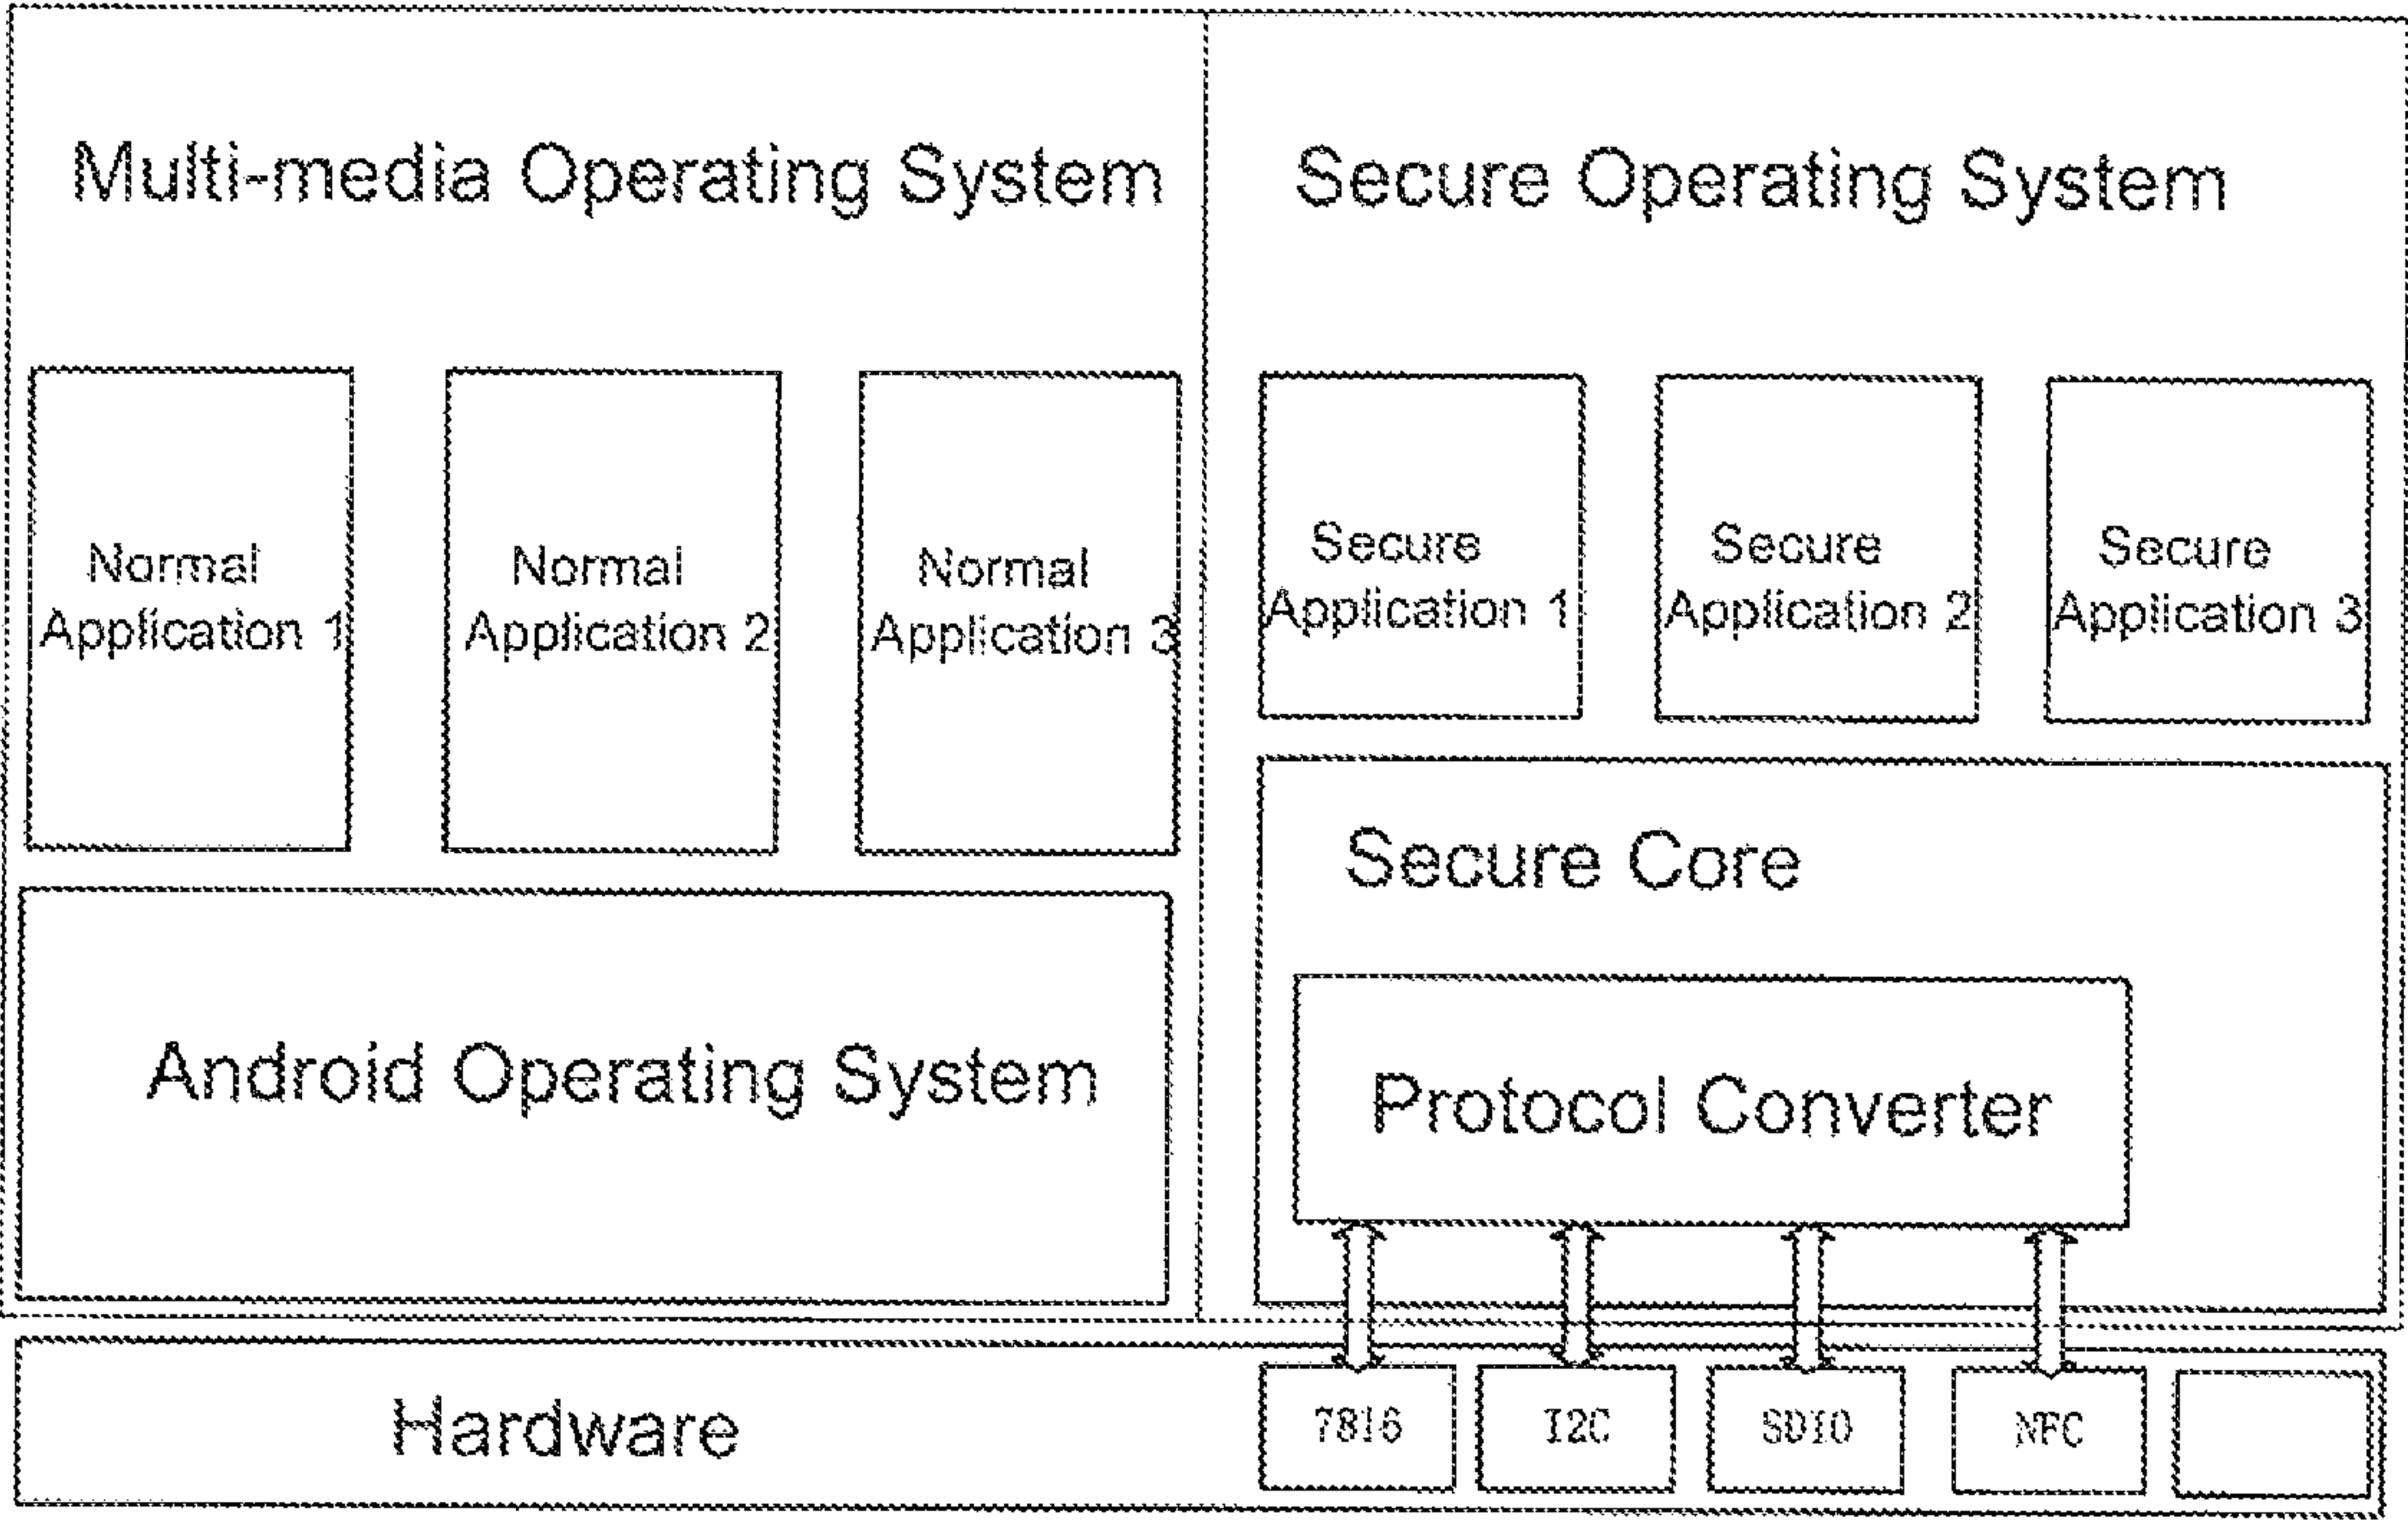 Multi-media Operating System
Secure Operating System
Normal
Application 1
Normal
Application 2
Normal
Application 3
Secure
Application 1
Secure
Application 2
Secure
Application 3
Secure Core
Android Operating System
Protocol Converter
Hardware
7816
I2C
SDIO
NFC